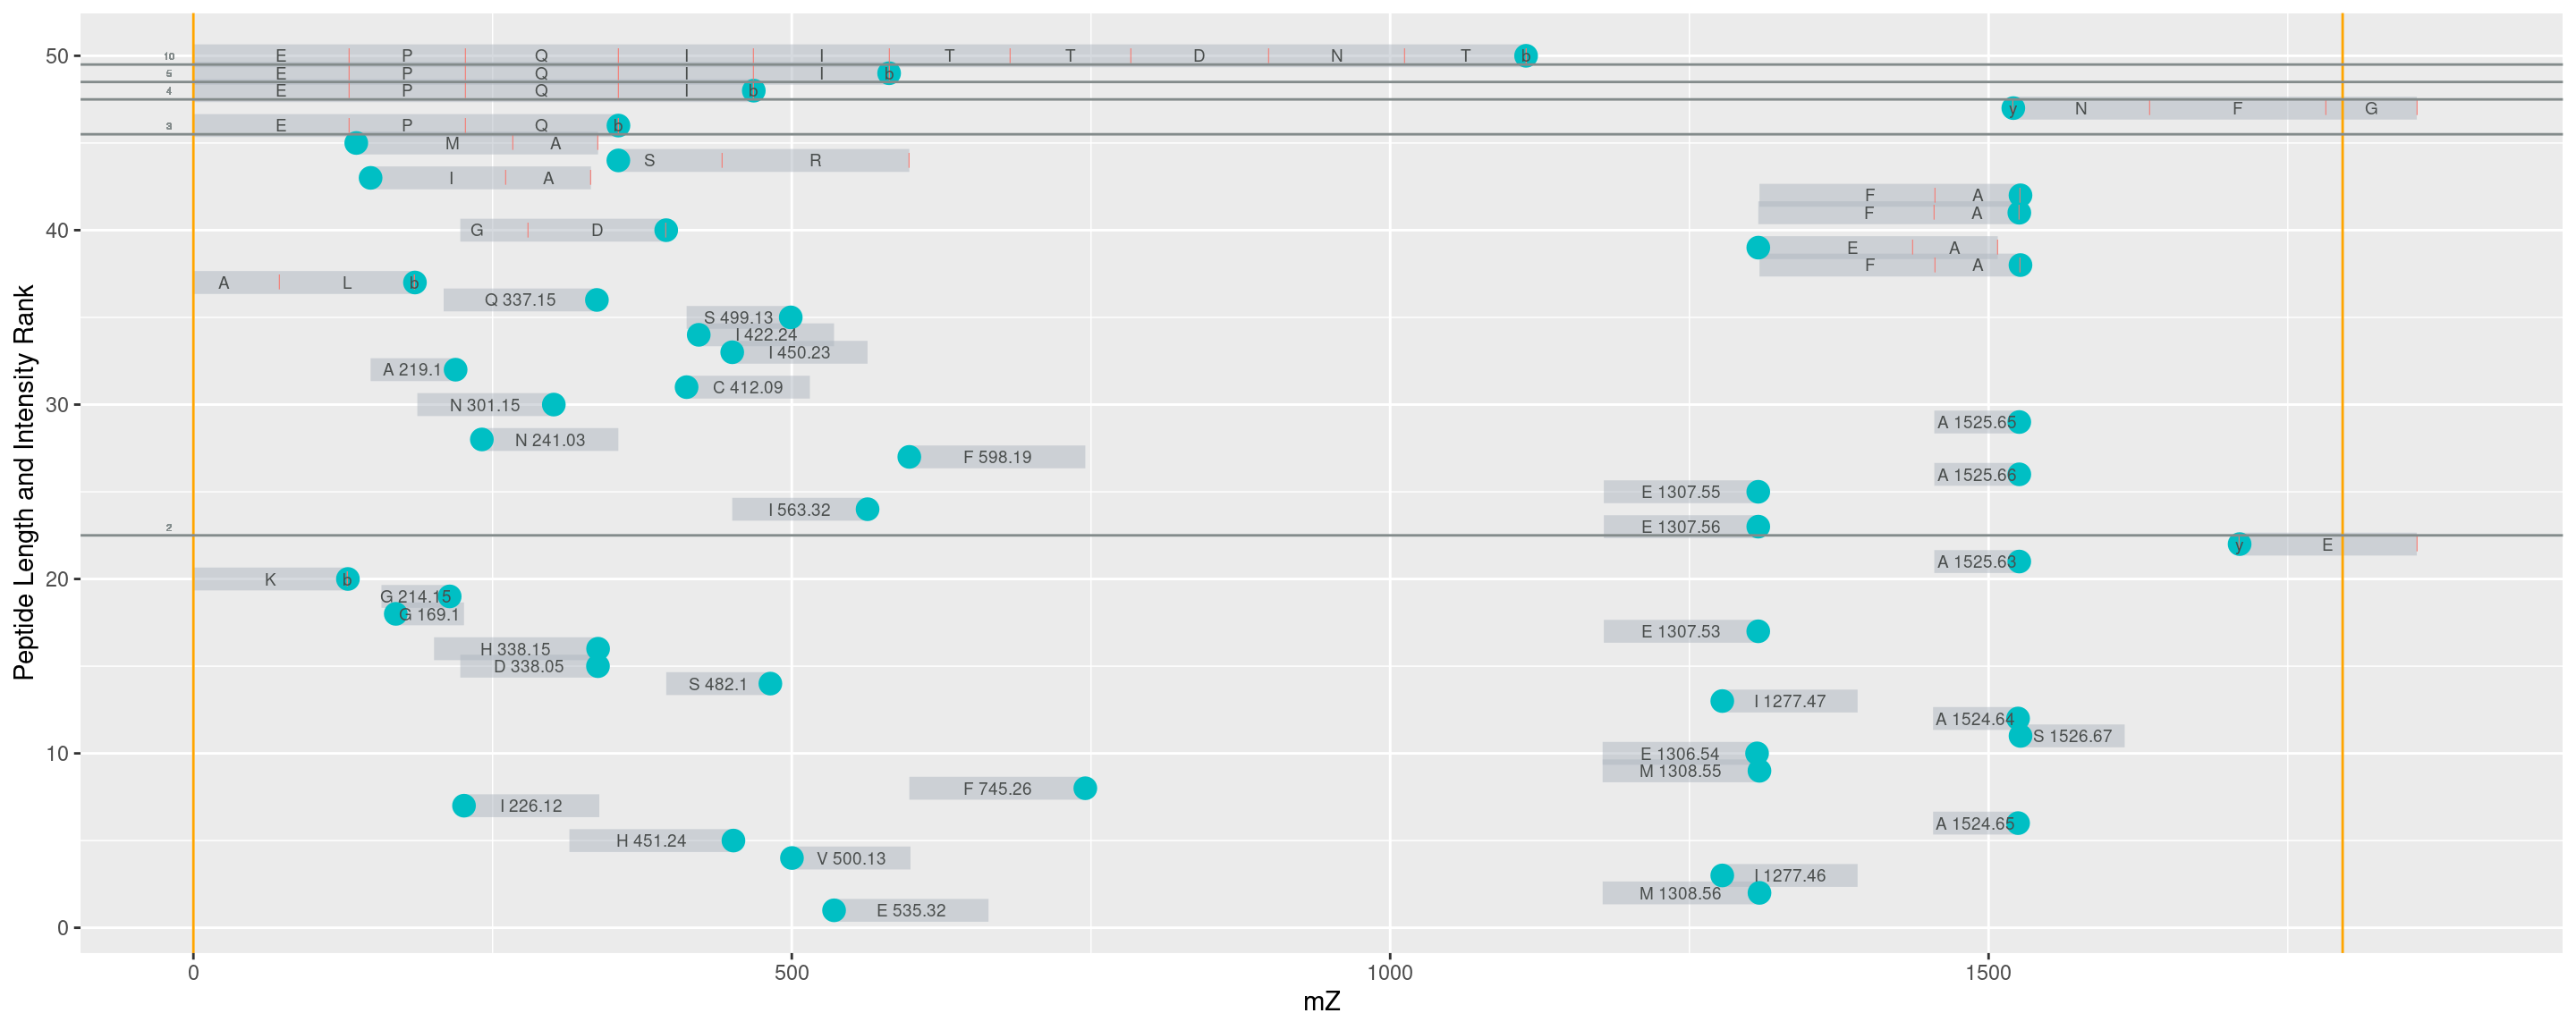 50
10 E P Q I I T T D N T b
5 E P Q I I b
4 E P Q I b
y N F G
3 E P Q b
M A
S R
I A
F A
F A
40
G D
E A
F A
A L b
Q 337.15
S 499.13
I 422.24
I 450.23
A 219.1
C 412.09
30
N 301.15
A 1525.65
N 241.03
F 598.19
A 1525.66
E 1307.55
I 563.32
2
E 1307.56
y E
A 1525.63
20
K b
G 214.15
G 169.1
E 1307.53
H 338.15
D 338.05
S 482.1
I 1277.47
A 1524.64
S 1526.67
10
E 1306.54
M 1308.55
F 745.26
I 226.12
A 1524.65
H 451.24
V 500.13
I 1277.46
M 1308.56
E 535.32
0
0 500 1000 1500
mZ
Peptide Length and Intensity Rank